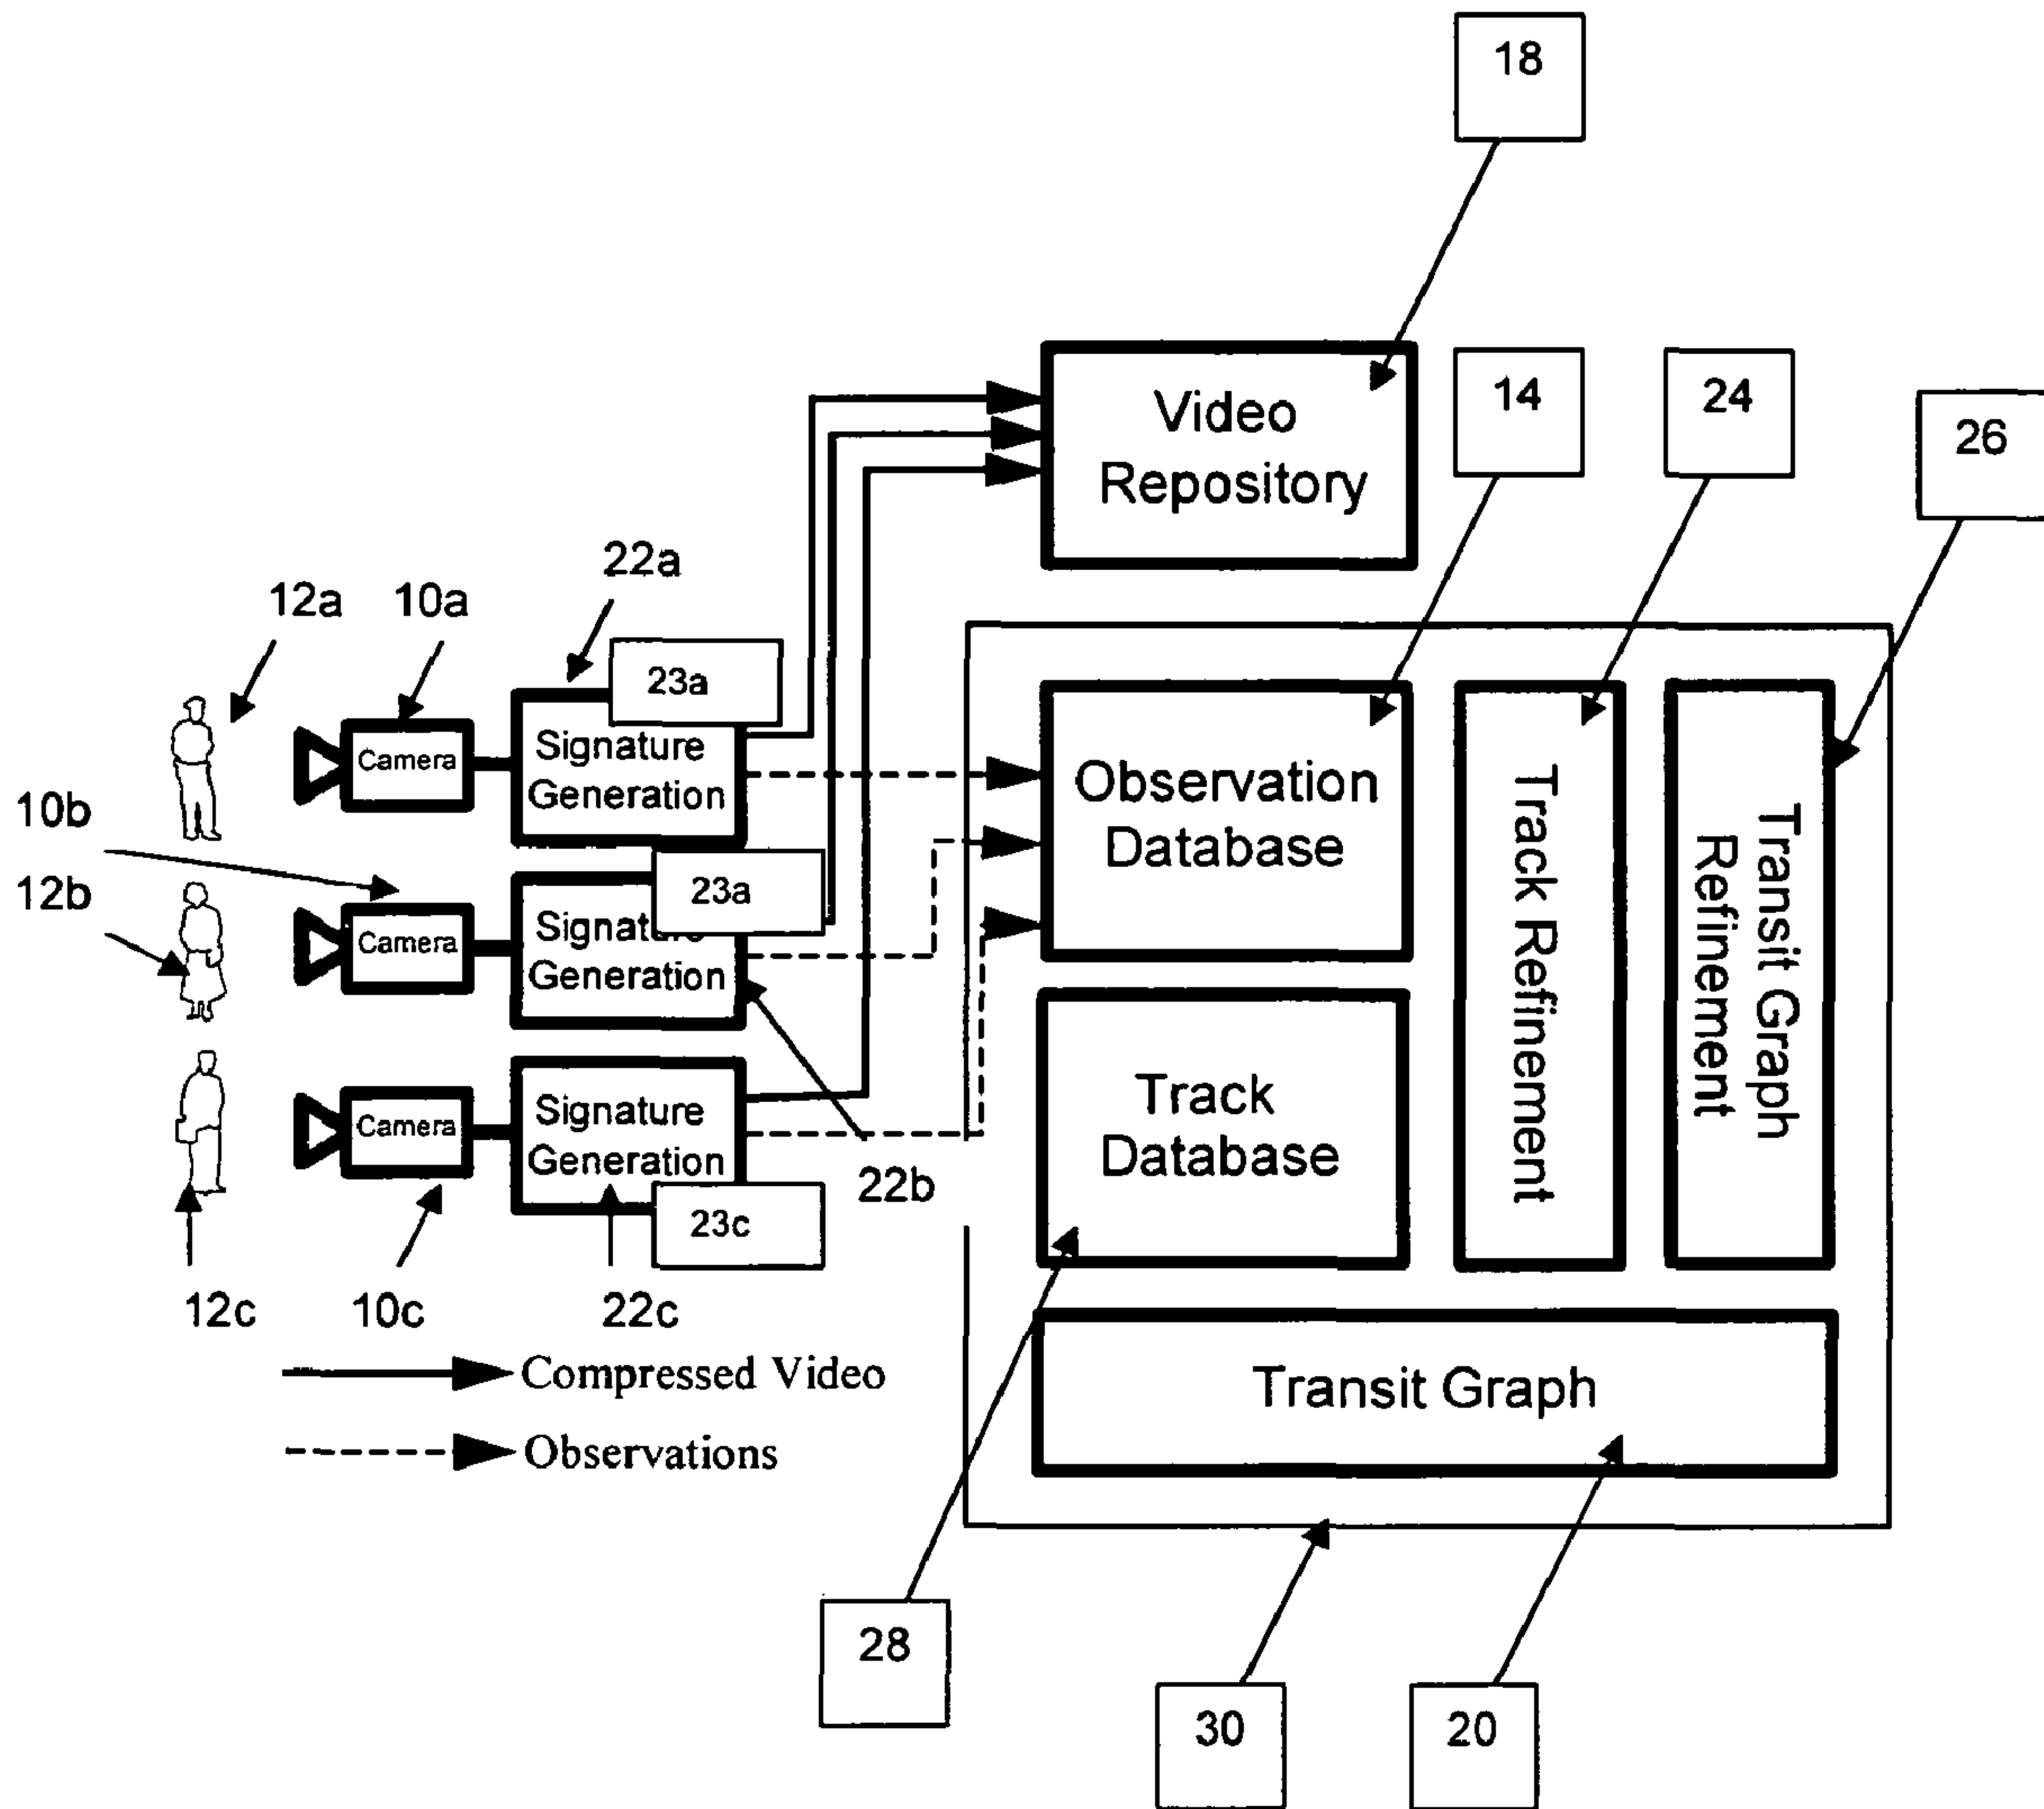 18
Video
Repository
14
24
26
22a
12a
10a
23a
Camera
Signature
Generation
10b
12b
23a
Camera
Signature
Generation
22b
Camera
Signature
Generation
23c
12c
10c
22c
Observation
Database
Track
Database
Track Refinement
Transit Graph
Refinement
Transit Graph
Compressed Video
Observations
28
30
20